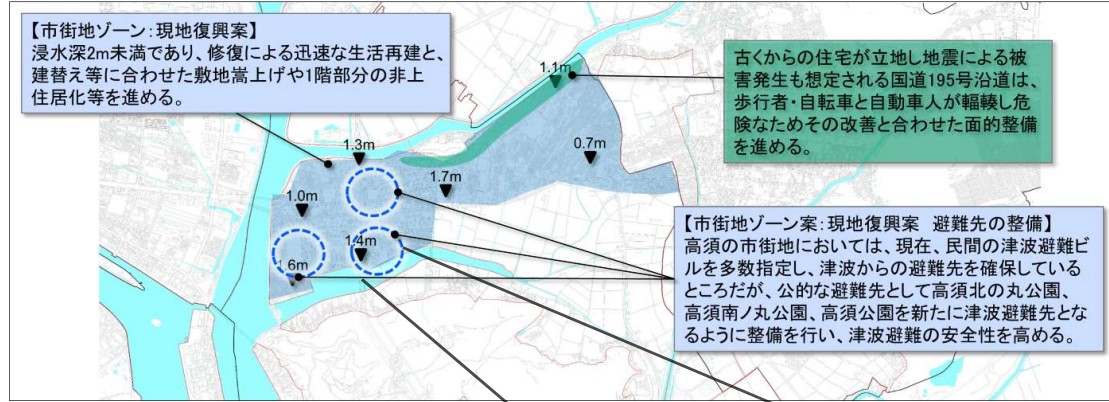 【市街地ゾーン:現地復興案】
浸水深2m未満であり、修復による迅速な生活再建と、
建替え等に合わせた敷地嵩上げや1階部分の非上
住居化等を進める。
古くからの住宅が立地し地震による被
害発生も想定される国道195号沿道は、
歩行者・自転車と自動車人が輻輳し危
険なためその改善と合わせた面的整備
を進める。
1.1m
1.3m
0.7m
1.7m
1.0m
1.4m
.6m
【市街地ゾーン案:現地復興案 避難先の整備】
高須の市街地においては、現在、民間の津波避難ビ
ルを多数指定し、津波からの避難先を確保している
ところだが、公的な避難先として高須北の丸公園、
高須南ノ丸公園、高須公園を新たに津波避難先とな
るように整備を行い、津波避難の安全性を高める。